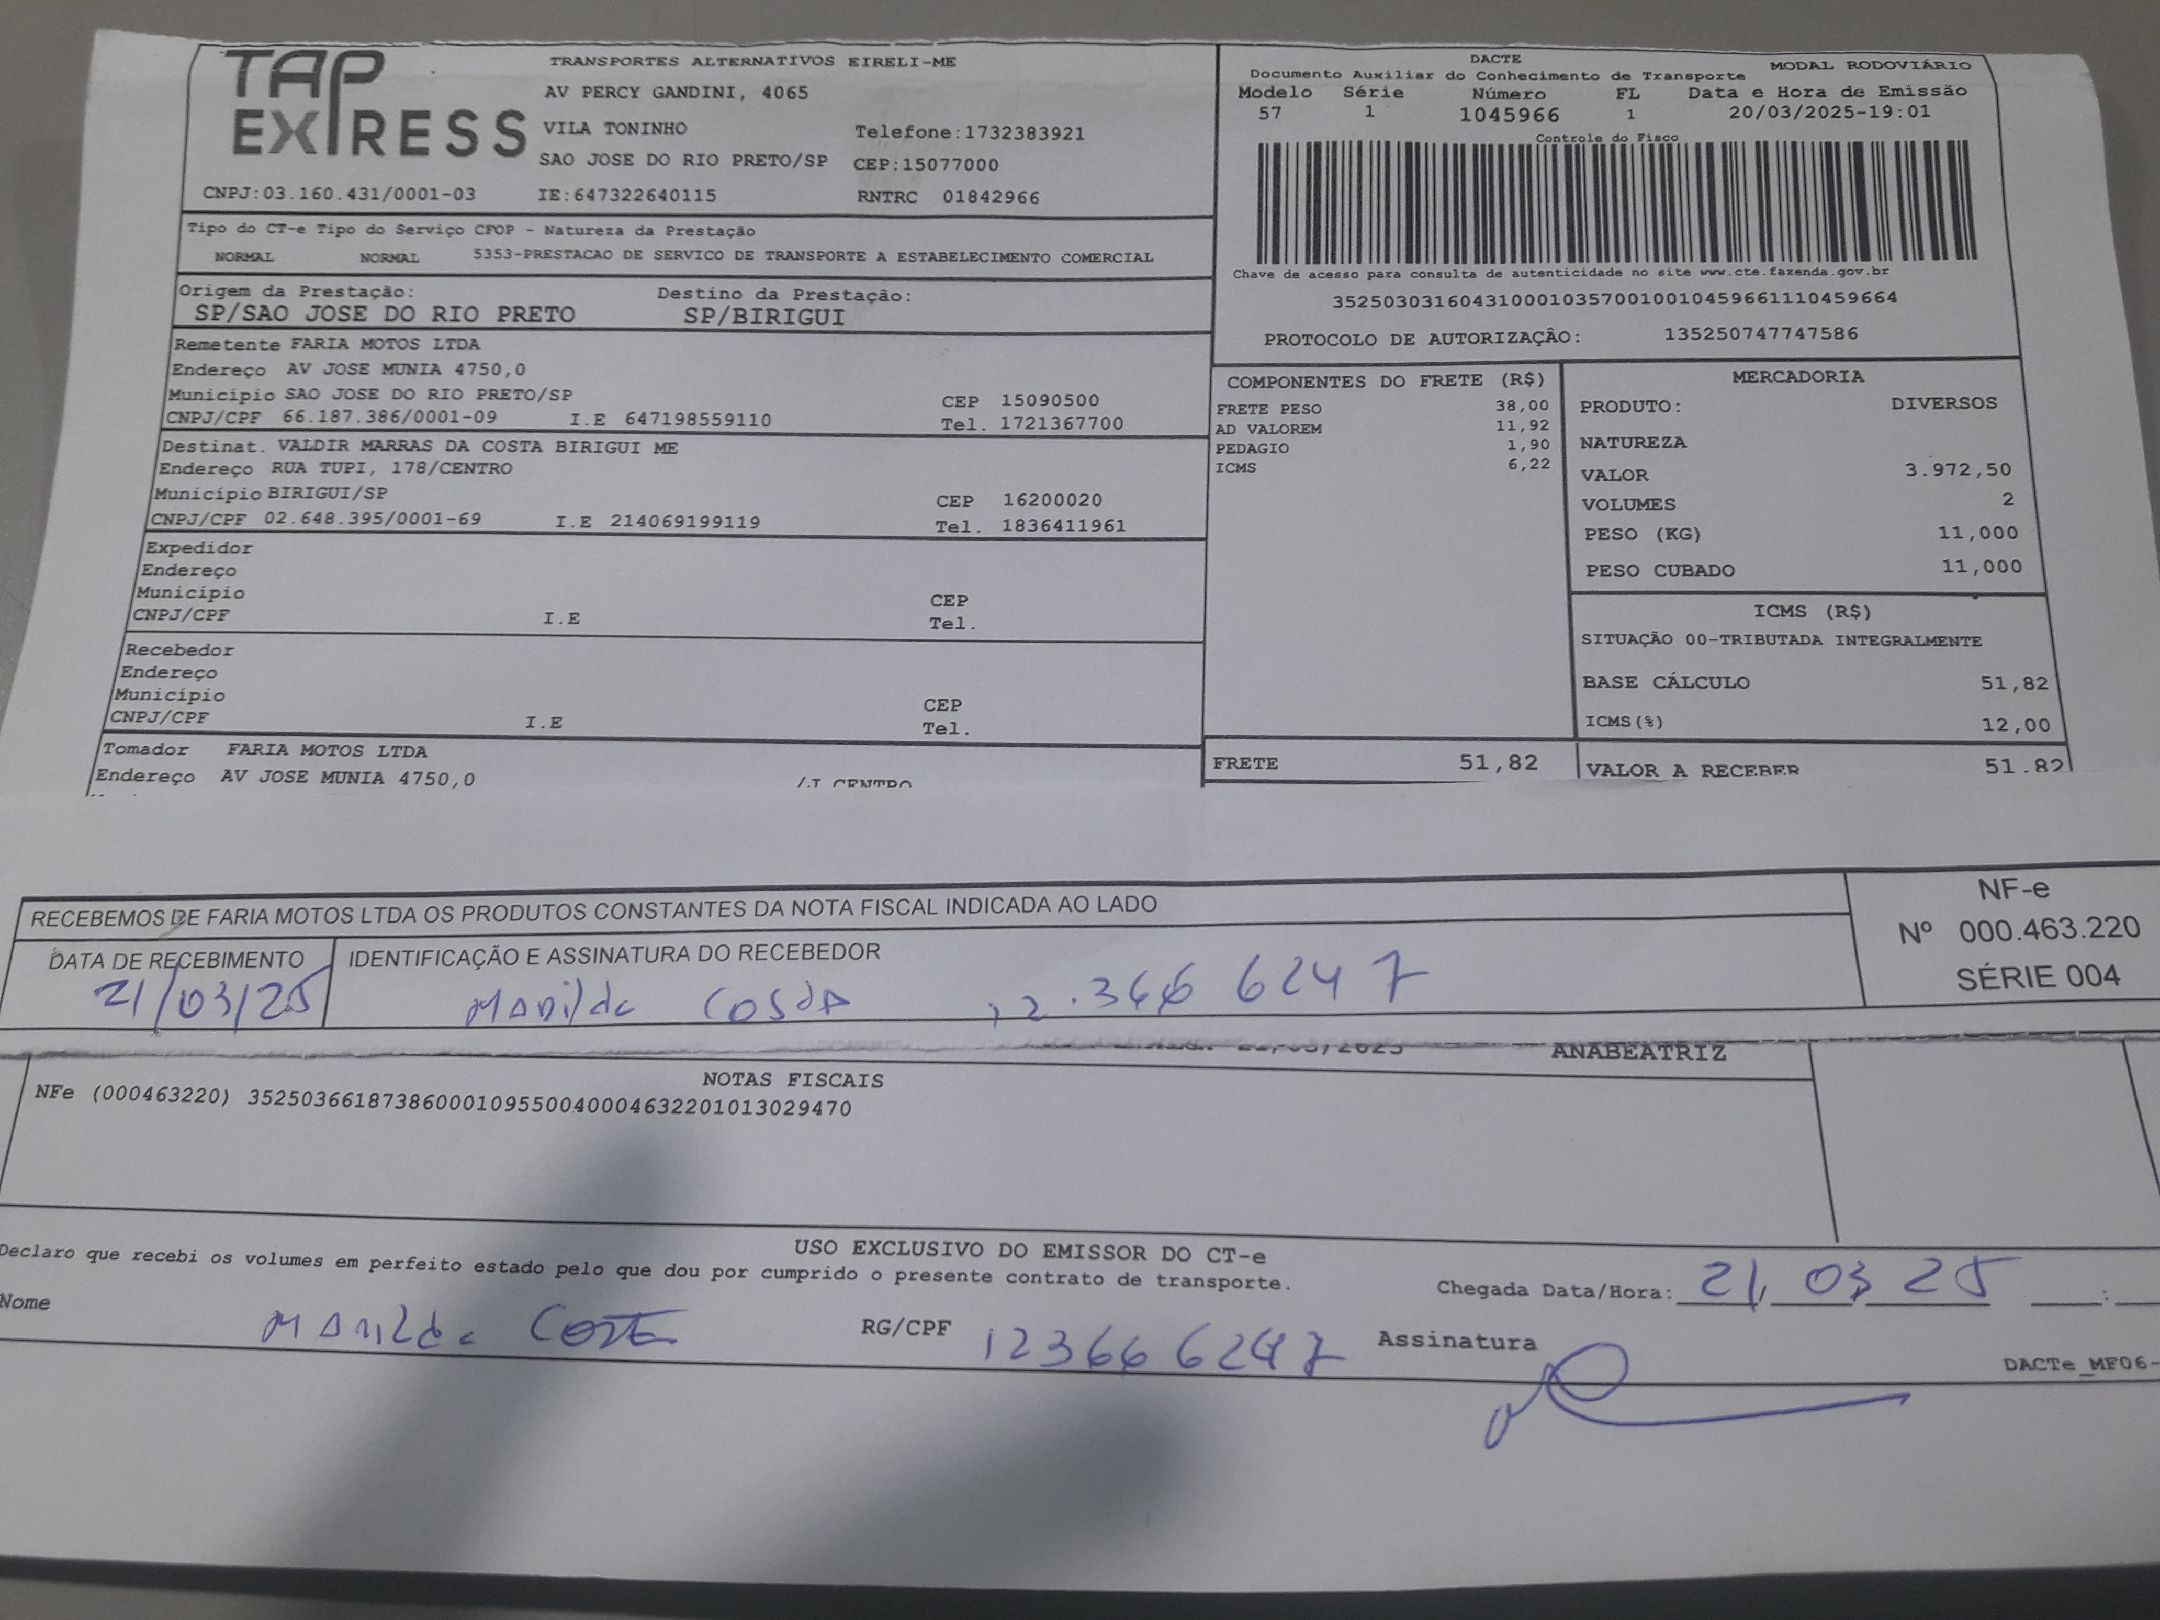 TAP EXPRESS
TRANSPORTES ALTERNATIVOS EIRELI-ME
AV PERCY GANDINI, 4065
VILA TONINHO Telefone:1732383921
SAO JOSE DO RIO PRETO/SP CEP:15077000
CNPJ:03.160.431/0001-03 IE:647322640115 RNTRC 01842966
DACTE
MODAL RODOVIÁRIO
Documento Auxiliar do Conhecimento de Transporte
Modelo Série Número FL Data e Hora de Emissão
57 1 1045966 1 20/03/2025-19:01
Controle do Fisco
Chave de acesso para consulta de autenticidade no site www.cte.fazenda.gov.br
35250303160431000103570010010459661110459664
PROTOCOLO DE AUTORIZAÇÃO: 135250747747586
Tipo do CT-e Tipo do Serviço CFOP - Natureza da Prestação
NORMAL NORMAL 5353-PRESTACAO DE SERVICO DE TRANSPORTE A ESTABELECIMENTO COMERCIAL
Origem da Prestação: Destino da Prestação:
SP/SAO JOSE DO RIO PRETO SP/BIRIGUI
Remetente FARIA MOTOS LTDA
Endereço AV JOSE MUNIA 4750,0
Município SAO JOSE DO RIO PRETO/SP CEP 15090500
CNPJ/CPF 66.187.386/0001-09 I.E 647198559110 Tel. 1721367700
Destinat. VALDIR MARRAS DA COSTA BIRIGUI ME
Endereço RUA TUPI, 178/CENTRO
Município BIRIGUI/SP CEP 16200020
CNPJ/CPF 02.648.395/0001-69 I.E 214069199119 Tel. 1836411961
Expedidor
Endereço
Município CEP
CNPJ/CPF I.E Tel.
Recebedor
Endereço
Município CEP
CNPJ/CPF I.E Tel.
Tomador FARIA MOTOS LTDA
Endereço AV JOSE MUNIA 4750,0
CENTRO
COMPONENTES DO FRETE (R$)
FRETE PESO 38,00
AD VALOREM 11,92
PEDAGIO 1,90
ICMS 6,22
FRETE 51,82
MERCADORIA
PRODUTO: DIVERSOS
NATUREZA
VALOR 3.972,50
VOLUMES 2
PESO (KG) 11,000
PESO CUBADO 11,000
ICMS (R$)
SITUAÇÃO 00-TRIBUTADA INTEGRALMENTE
BASE CÁLCULO 51,82
ICMS(%) 12,00
VALOR A RECEBER 51.82
RECEBEMOS DE FARIA MOTOS LTDA OS PRODUTOS CONSTANTES DA NOTA FISCAL INDICADA AO LADO
DATA DE RECEBIMENTO IDENTIFICAÇÃO E ASSINATURA DO RECEBEDOR
21/03/25 Marilda Costa 12.366 6247
NF-e
Nº 000.463.220
SÉRIE 004
ANABEATRIZ
NOTAS FISCAIS
NFe (000463220) 35250366187386000109550040004632201013029470
USO EXCLUSIVO DO EMISSOR DO CT-e
Declaro que recebi os volumes em perfeito estado pelo que dou por cumprido o presente contrato de transporte.
Chegada Data/Hora: 21, 03, 25 :
Nome Marilda Costa RG/CPF 123666247 Assinatura
DACTe_MF06-